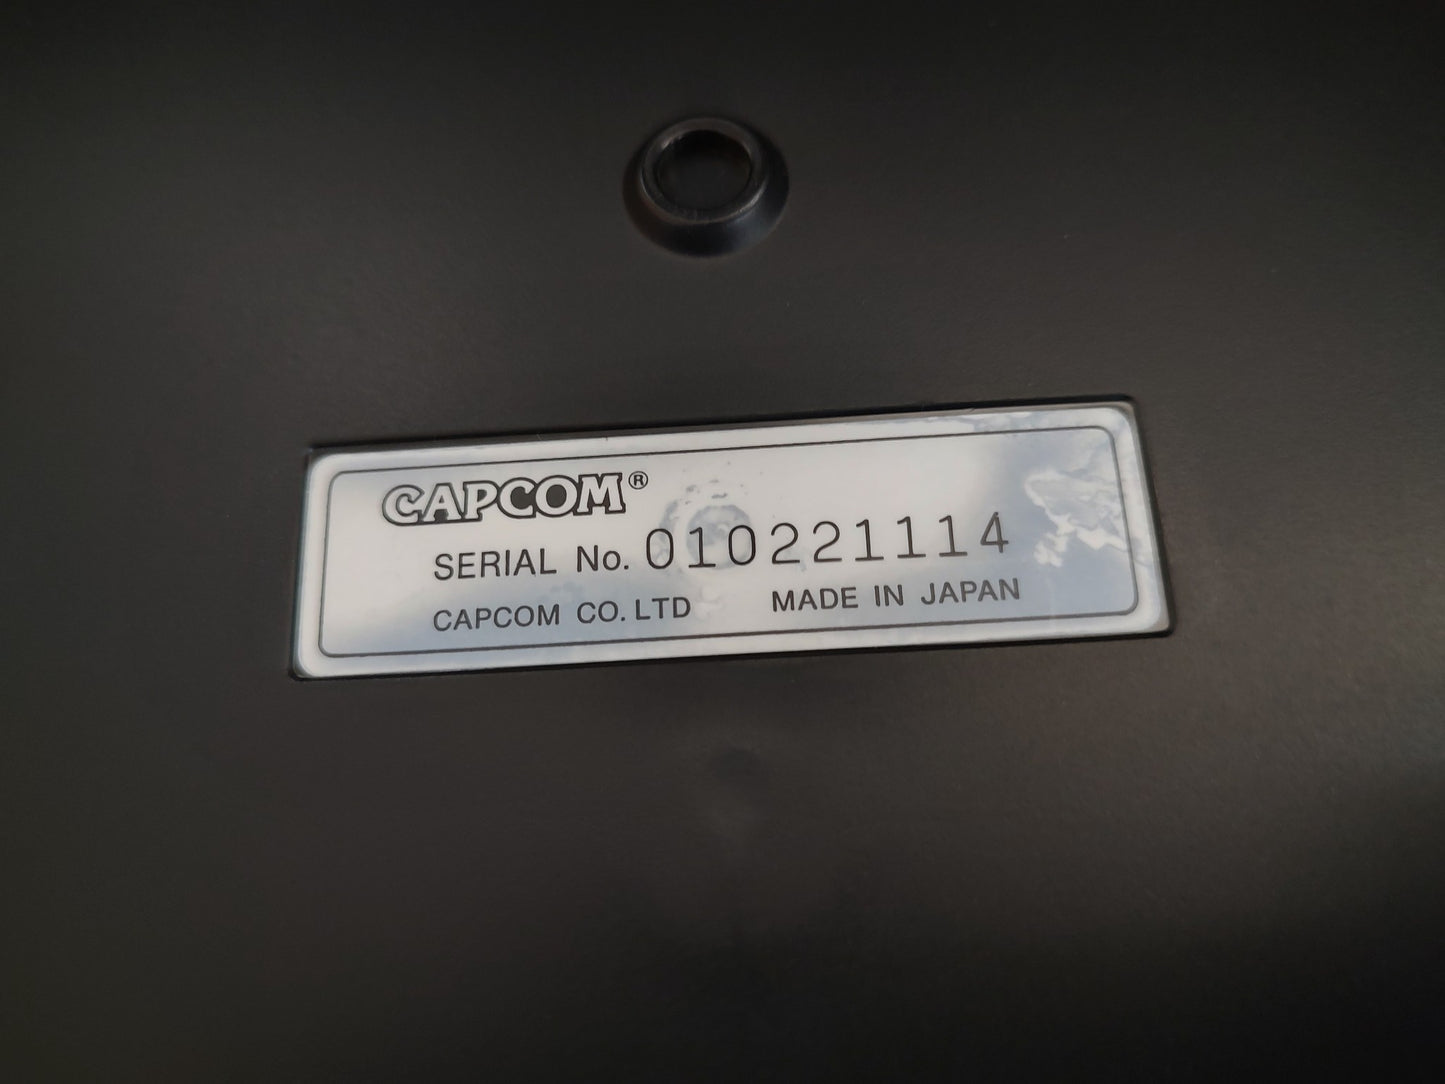 CAPCOM®
SERIAL No. 010221114
CAPCOM CO. LTD MADE IN JAPAN